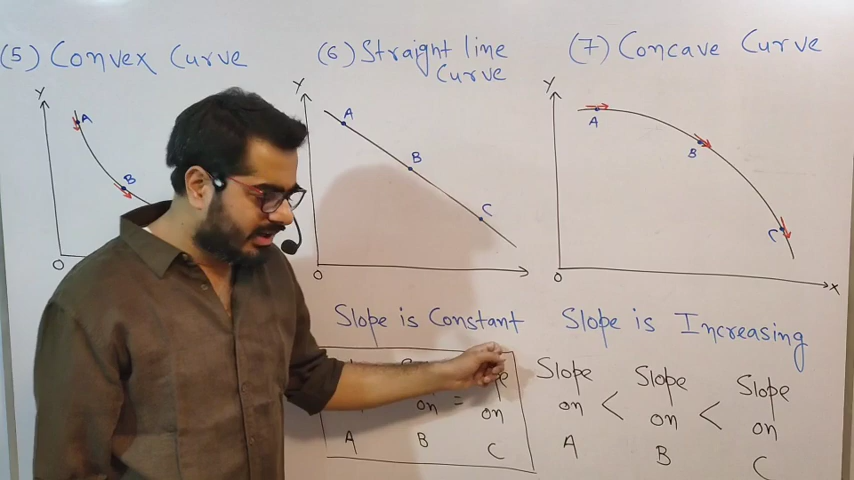 (5) Convex Curve
Y
A
B
O
(6) Straight line
Curve
Y
A
B
C
O
(7) Concave Curve
Y
A
B
C
O
X
Slope is Constant
on = on
A B C
Slope is Increasing
Slope Slope Slope
on < on < on
A B C